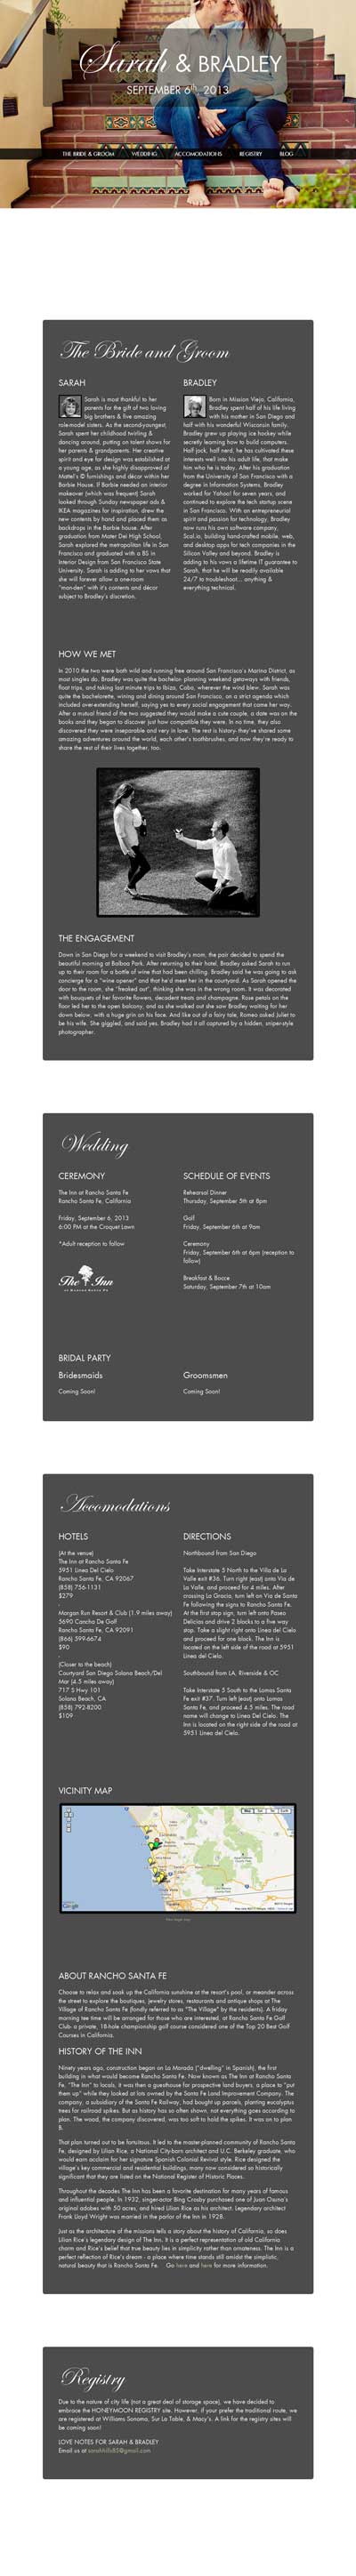 Sarah & BRADLEY
SEPTEMBER 6th, 2013
THE BRIDE & GROOM WEDDING ACCOMODATIONS REGISTRY BLOG
The Bride and Groom
SARAH
Sarah is most thankful to her
parents for the gift of two loving
big brothers & five amazing
role-model sisters. As the second-youngest,
Sarah spent her childhood twirling &
dancing around, putting on talent shows for
her parents & grandparents. Her creative
spirit and eye for design was established at
a young age, as she highly disapproved of
Mattel's © furnishings and décor within her
Barbie House. If Barbie needed an interior
makeover (which was frequent) Sarah
looked through Sunday newspaper ads &
IKEA magazines for inspiration, drew the
new contents by hand and placed them as
backdrops in the Barbie house. After
graduation from Mater Dei High School,
Sarah explored the metropolitan life in San
Francisco and graduated with a BS in
Interior Design from San Francisco State
University. Sarah is adding to her vows that
she will forever allow a one-room
"man-den" with it's contents and décor
subject to Bradley's discretion.
BRADLEY
Born in Mission Viejo, California,
Bradley spent half of his life living
with his mother in San Diego and
half with his wonderful Wisconsin family.
Bradley grew up playing ice hockey while
secretly learning how to build computers.
Half jock, half nerd, he has cultivated these
interests well into his adult life, that make
him who he is today. After his graduation
from the University of San Francisco with a
degree in Information Systems, Bradley
worked for Yahoo! for seven years, and
continued to explore the tech startup scene
in San Francisco. With an entrepreneurial
spirit and passion for technology, Bradley
now runs his own software company,
Scal.io, building hand-crafted mobile, web,
and desktop apps for tech companies in the
Silicon Valley and beyond. Bradley is
adding to his vows a lifetime IT guarantee to
Sarah, that he will be readily available
24/7 to troubleshoot... anything &
everything technical.
HOW WE MET
In 2010 the two were both wild and running free around San Francisco's Marina District, as
most singles do. Bradley was quite the bachelor- planning weekend getaways with friends,
float trips, and taking last minute trips to Ibiza, Cabo, wherever the wind blew. Sarah was
quite the bachelorette, wining and dining around San Francisco, on a strict agenda which
included over-extending herself, saying yes to every social engagement that came her way.
After a mutual friend of the two suggested they would make a cute couple, a date was on the
books and they began to discover just how compatible they were. In no time, they also
discovered they were inseparable and very in love. The rest is history- they've shared some
amazing adventures around the world, each other's toothbrushes, and now they're ready to
share the rest of their lives together, too.
THE ENGAGEMENT
Down in San Diego for a weekend to visit Bradley's mom, the pair decided to spend the
beautiful morning at Balboa Park. After returning to their hotel, Bradley asked Sarah to run
up to their room for a bottle of wine that had been chilling. Bradley said he was going to ask
concierge for a "wine opener" and that he'd meet her in the courtyard. As Sarah opened the
door to the room, she "freaked out", thinking she was in the wrong room. It was decorated
with bouquets of her favorite flowers, decadent treats and champagne. Rose petals on the
floor led her to the open balcony, and as she walked out she saw Bradley waiting for her
down below, with a huge grin on his face. And like out of a fairy tale, Romeo asked Juliet to
be his wife. She giggled, and said yes. Bradley had it all captured by a hidden, sniper-style
photographer.
Wedding
CEREMONY
The Inn at Rancho Santa Fe
Rancho Santa Fe, California
Friday, September 6, 2013
6:00 PM at the Croquet Lawn
*Adult reception to follow
The Inn
AT RANCHO SANTA FE
SCHEDULE OF EVENTS
Rehearsal Dinner
Thursday, September 5th at 8pm
Golf
Friday, September 6th at 9am
Ceremony
Friday, September 6th at 6pm (reception to
follow)
Breakfast & Bocce
Saturday, September 7th at 10am
BRIDAL PARTY
Bridesmaids
Coming Soon!
Groomsmen
Coming Soon!
Accomodations
HOTELS
(At the venue)
The Inn at Rancho Santa Fe
5951 Linea Del Cielo
Rancho Santa Fe, CA 92067
(858) 756-1131
$279
-
Morgan Run Resort & Club (1.9 miles away)
5690 Cancha De Golf
Rancho Santa Fe, CA 92091
(866) 599-6674
$90
-
(Closer to the beach)
Courtyard San Diego Solana Beach/Del
Mar (4.5 miles away)
717 S Hwy 101
Solana Beach, CA
(858) 792-8200
$109
DIRECTIONS
Northbound from San Diego
Take Interstate 5 North to the Villa de La
Valle exit #36. Turn right (east) onto Via de
La Valle, and proceed for 4 miles. After
crossing La Gracia, turn left on Via de Santa
Fe following the signs to Rancho Santa Fe.
At the first stop sign, turn left onto Paseo
Delicias and drive 2 blocks to a five way
stop. Take a slight right onto Linea del Cielo
and proceed for one block. The Inn is
located on the left side of the road at 5951
Linea del Cielo.
Southbound from LA, Riverside & OC
Take Interstate 5 South to the Lomas Santa
Fe exit #37. Turn left (east) onto Lomas
Santa Fe, and proceed 4.5 miles. The road
name will change to Linea Del Cielo. The
Inn is located on the right side of the road at
5951 Linea del Cielo.
VICINITY MAP
ABOUT RANCHO SANTA FE
Choose to relax and soak up the California sunshine at the resort's pool, or meander across
the street to explore the boutiques, jewelry stores, restaurants and antique shops at The
Village of Rancho Santa Fe (fondly referred to as "The Village" by the residents). A friday
morning tee time will be arranged for those who are interested, at Rancho Santa Fe Golf
Club- a private, 18-hole championship golf course considered one of the Top 20 Best Golf
Courses in California.
HISTORY OF THE INN
Ninety years ago, construction began on La Morada ("dwelling" in Spanish), the first
building in what would become Rancho Santa Fe. Now known as The Inn at Rancho Santa
Fe, "The Inn" to locals, it was then a guesthouse for prospective land buyers, a place to "put
them up" while they looked at lots owned by the Santa Fe Land Improvement Company. The
company, a subsidiary of the Santa Fe Railway, had bought up parcels, planting eucalyptus
trees for railroad spikes. But as history has so often shown, not everything goes according to
plan. The wood, the company discovered, was too soft to hold the spikes. It was on to plan
B.
That plan turned out to be fortuitous. It led to the master-planned community of Rancho Santa
Fe, designed by Lilian Rice, a National City-born architect and U.C. Berkeley graduate, who
would earn acclaim for her signature Spanish Colonial Revival style. Rice designed the
village's key commercial and residential buildings, many now considered so historically
significant that they are listed on the National Register of Historic Places.
Throughout the decades The Inn has been a favorite destination for many years of famous
and influential people. In 1932, singer-actor Bing Crosby purchased one of Juan Osuna's
original adobes with 50 acres, and hired Lilian Rice as his architect. Legendary architect
Frank Lloyd Wright was married in the parlor of the Inn in 1928.
Just as the architecture of the missions tells a story about the history of California, so does
Lilian Rice's legendary design of The Inn. It is a perfect representation of old California
charm and Rice's belief that true beauty lies in simplicity rather than ornateness. The Inn is a
perfect reflection of Rice's dream - a place where time stands still amidst the simplistic,
natural beauty that is Rancho Santa Fe. Go here and here for more information.
Registry
Due to the nature of city life (not a great deal of storage space), we have decided to
embrace the HONEYMOON REGISTRY site. However, if your prefer the traditional route, we
are registered at Williams Sonoma, Sur La Table, & Macy's. A link for the registry sites will
be coming soon!
LOVE NOTES FOR SARAH & BRADLEY
Email us at